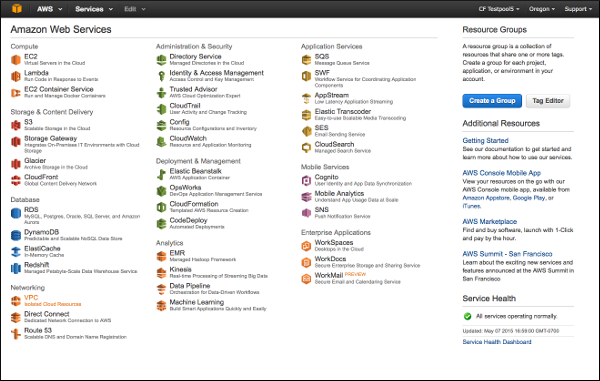 AWS
Services
Edit
CF Testpool5
Oregon
Support
Amazon Web Services
Compute
EC2
Virtual Servers in the Cloud
Lambda
Run Code in Response to Events
EC2 Container Service
Run and Manage Docker Containers
Storage & Content Delivery
S3
Scalable Storage in the Cloud
Storage Gateway
Integrates On-Premises IT Environments with Cloud
Storage
Glacier
Archive Storage in the Cloud
CloudFront
Global Content Delivery Network
Database
RDS
MySQL, Postgres, Oracle, SQL Server, and Amazon
Aurora
DynamoDB
Predictable and Scalable NoSQL Data Store
ElastiCache
In-Memory Cache
Redshift
Managed Petabyte-Scale Data Warehouse Service
Networking
VPC
Isolated Cloud Resources
Direct Connect
Dedicated Network Connection to AWS
Route 53
Scalable DNS and Domain Name Registration
Administration & Security
Directory Service
Managed Directories in the Cloud
Identity & Access Management
Access Control and Key Management
Trusted Advisor
AWS Cloud Optimization Expert
CloudTrail
User Activity and Change Tracking
Config
Resource Configurations and Inventory
CloudWatch
Resource and Application Monitoring
Deployment & Management
Elastic Beanstalk
AWS Application Container
OpsWorks
DevOps Application Management Service
CloudFormation
Templated AWS Resource Creation
CodeDeploy
Automated Deployments
Analytics
EMR
Managed Hadoop Framework
Kinesis
Real-time Processing of Streaming Big Data
Data Pipeline
Orchestration for Data-Driven Workflows
Machine Learning
Build Smart Applications Quickly and Easily
Application Services
SQS
Message Queue Service
SWF
Workflow Service for Coordinating Application
Components
AppStream
Low Latency Application Streaming
Elastic Transcoder
Easy-to-use Scalable Media Transcoding
SES
Email Sending Service
CloudSearch
Managed Search Service
Mobile Services
Cognito
User Identity and App Data Synchronization
Mobile Analytics
Understand App Usage Data at Scale
SNS
Push Notification Service
Enterprise Applications
WorkSpaces
Desktops in the Cloud
WorkDocs
Secure Enterprise Storage and Sharing Service
WorkMail PREVIEW
Secure Email and Calendaring Service
Resource Groups
A resource group is a collection of
resources that share one or more tags.
Create a group for each project,
application, or environment in your
account.
Create a Group
Tag Editor
Additional Resources
Getting Started
See our documentation to get started and
learn more about how to use our services.
AWS Console Mobile App
View your resources on the go with our
AWS Console mobile app, available from
Amazon Appstore, Google Play, or
iTunes.
AWS Marketplace
Find and buy software, launch with 1-Click
and pay by the hour.
AWS Summit - San Francisco
Learn about the exciting new services and
features announced at the AWS Summit in
San Francisco
Service Health
All services operating normally.
Updated: May 07 2015 16:59:00 GMT-0700
Service Health Dashboard